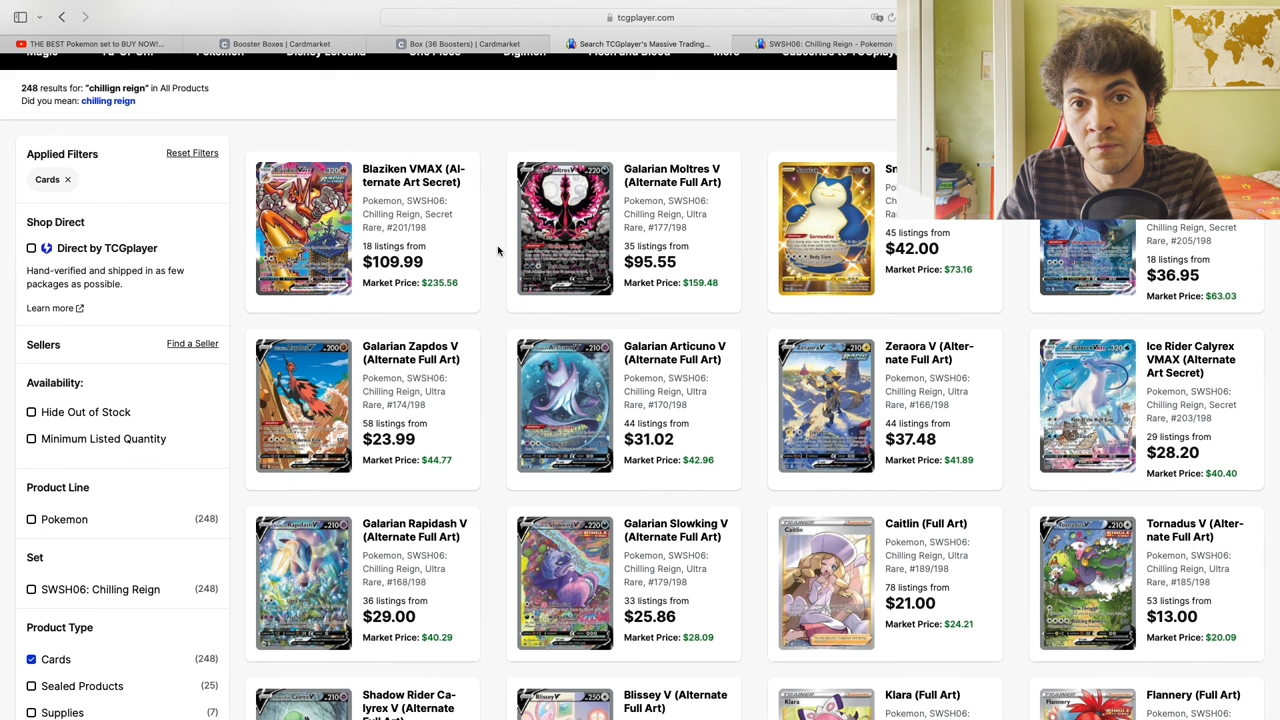 tcgplayer.com
THE BEST Pokemon set to BUY NOW!...
Booster Boxes | Cardmarket
Box (36 Boosters) | Cardmarket
Search TCGplayer's Massive Trading...
SWSH06: Chilling Reign - Pokemon
248 results for: "chillign reign" in All Products
Did you mean: chilling reign
Applied Filters
Reset Filters
Cards ×
Shop Direct
Direct by TCGplayer
Hand-verified and shipped in as few
packages as possible.
Learn more
Sellers
Find a Seller
Availability:
Hide Out of Stock
Minimum Listed Quantity
Product Line
Pokemon (248)
Set
SWSH06: Chilling Reign (248)
Product Type
Cards (248)
Sealed Products (25)
Supplies (7)
Blaziken VMAX (Al-
ternate Art Secret)
Pokemon, SWSH06:
Chilling Reign, Secret
Rare, #201/198
18 listings from
$109.99
Market Price: $235.56
Galarian Moltres V
(Alternate Full Art)
Pokemon, SWSH06:
Chilling Reign, Ultra
Rare, #177/198
35 listings from
$95.55
Market Price: $159.48
Sn
45 listings from
$42.00
Market Price: $73.16
Chilling Reign, Secret
Rare, #205/198
18 listings from
$36.95
Market Price: $63.03
Galarian Zapdos V
(Alternate Full Art)
Pokemon, SWSH06:
Chilling Reign, Ultra
Rare, #174/198
58 listings from
$23.99
Market Price: $44.77
Galarian Articuno V
(Alternate Full Art)
Pokemon, SWSH06:
Chilling Reign, Ultra
Rare, #170/198
44 listings from
$31.02
Market Price: $42.96
Zeraora V (Alter-
nate Full Art)
Pokemon, SWSH06:
Chilling Reign, Ultra
Rare, #166/198
44 listings from
$37.48
Market Price: $41.89
Ice Rider Calyrex
VMAX (Alternate
Art Secret)
Pokemon, SWSH06:
Chilling Reign, Secret
Rare, #203/198
29 listings from
$28.20
Market Price: $40.40
Galarian Rapidash V
(Alternate Full Art)
Pokemon, SWSH06:
Chilling Reign, Ultra
Rare, #168/198
36 listings from
$29.00
Market Price: $40.29
Galarian Slowking V
(Alternate Full Art)
Pokemon, SWSH06:
Chilling Reign, Ultra
Rare, #179/198
33 listings from
$25.86
Market Price: $28.09
Caitlin (Full Art)
Pokemon, SWSH06:
Chilling Reign, Ultra
Rare, #189/198
78 listings from
$21.00
Market Price: $24.21
Tornadus V (Alter-
nate Full Art)
Pokemon, SWSH06:
Chilling Reign, Ultra
Rare, #185/198
53 listings from
$13.00
Market Price: $20.09
Shadow Rider Ca-
lyrex V (Alternate
Blissey V (Alternate
Full Art)
Klara (Full Art)
Pokemon, SWSH06:
Flannery (Full Art)
Pokemon, SWSH06: